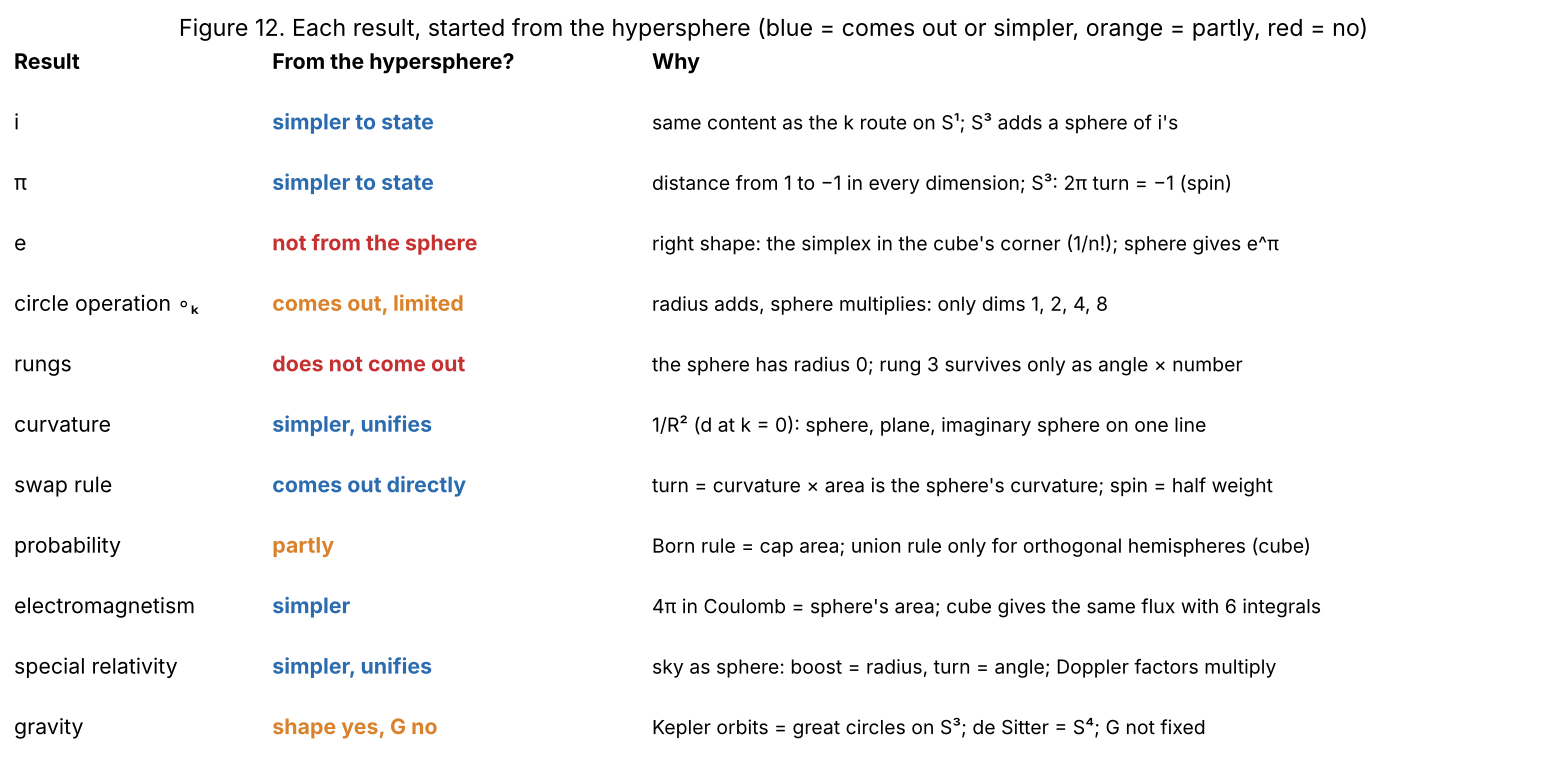 Figure 12. Each result, started from the hypersphere (blue = comes out or simpler, orange = partly, red = no)
Result From the hypersphere? Why
i simpler to state same content as the k route on S¹; S³ adds a sphere of i's
π simpler to state distance from 1 to −1 in every dimension; S³: 2π turn = −1 (spin)
e not from the sphere right shape: the simplex in the cube's corner (1/n!); sphere gives e^π
circle operation ∘ₖ comes out, limited radius adds, sphere multiplies: only dims 1, 2, 4, 8
rungs does not come out the sphere has radius 0; rung 3 survives only as angle × number
curvature simpler, unifies 1/R² (d at k = 0): sphere, plane, imaginary sphere on one line
swap rule comes out directly turn = curvature × area is the sphere's curvature; spin = half weight
probability partly Born rule = cap area; union rule only for orthogonal hemispheres (cube)
electromagnetism simpler 4π in Coulomb = sphere's area; cube gives the same flux with 6 integrals
special relativity simpler, unifies sky as sphere: boost = radius, turn = angle; Doppler factors multiply
gravity shape yes, G no Kepler orbits = great circles on S³; de Sitter = S⁴; G not fixed